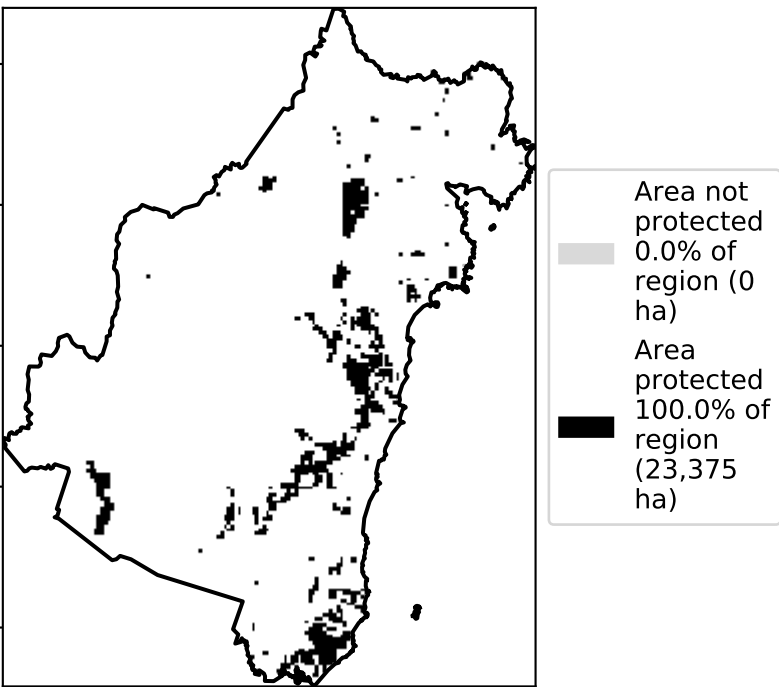 Area not
protected
0.0% of
region (0
ha)
Area
protected
100.0% of
region
(23,375
ha)